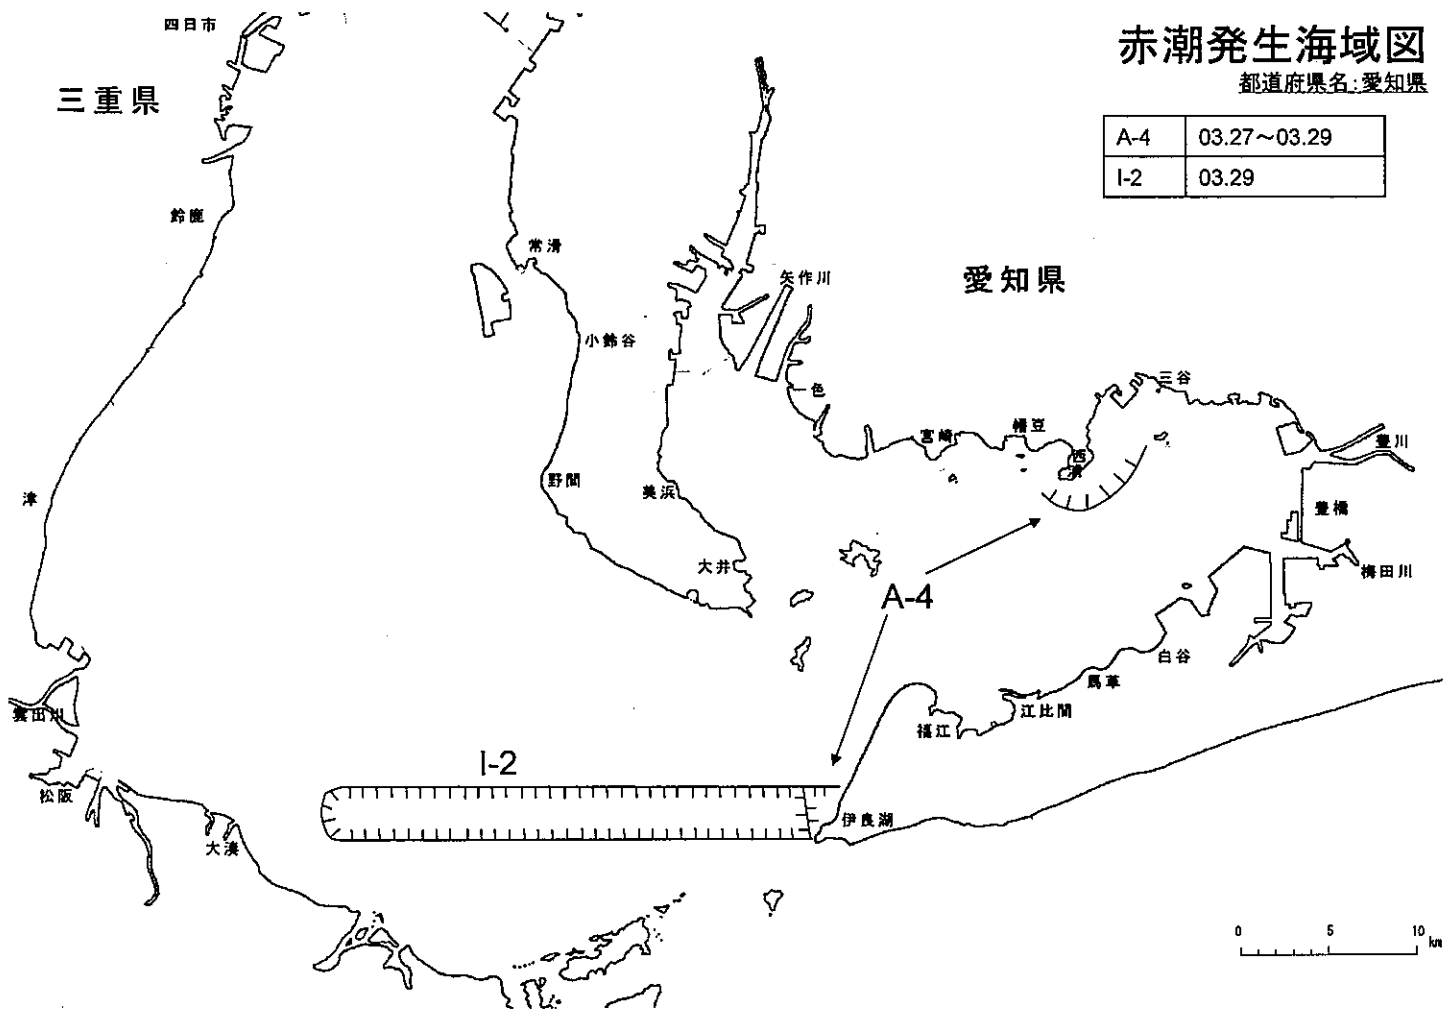 赤潮発生海域図
都道府県名:愛知県
A-4 03.27～03.29
I-2 03.29
四日市
三重県
鈴鹿
常滑
矢作川
愛知県
小鈴谷
三谷
一色
宮崎
幡豆
西浦
豊川
津
野間
美浜
豊橋
大井
梅田川
A-4
白谷
馬草
江比間
福江
雲出川
I-2
松阪
伊良湖
大湊
0 5 10 km